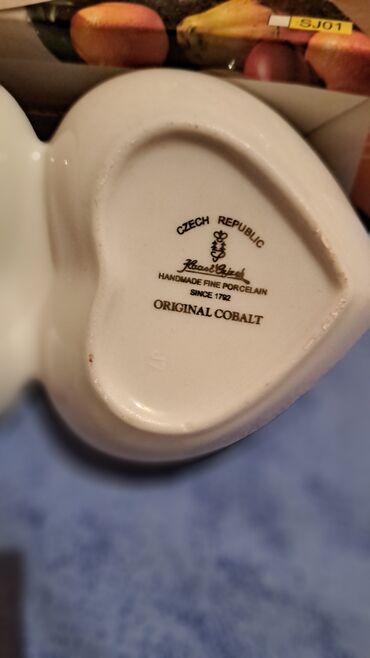 SJ01
CZECH REPUBLIC
HANDMADE FINE PORCELAIN
SINCE 1792
ORIGINAL COBALT